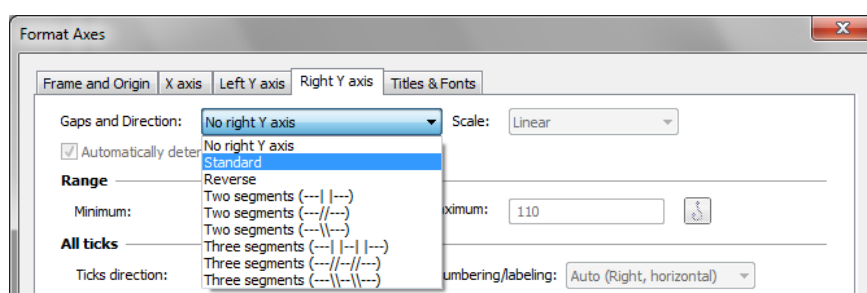 Format Axes
Frame and Origin X axis Left Y axis Right Y axis Titles & Fonts
Gaps and Direction: No right Y axis Scale: Linear
Automatically deter
No right Y axis
Standard
Reverse
Two segments (---| |---)
Two segments (---//---)
Two segments (---\\---)
Three segments (---| |--| |---)
Three segments (---//--//---)
Three segments (---\\--\\---)
Range
Minimum: ximum: 110
All ticks
Ticks direction: umbering/labeling: Auto (Right, horizontal)